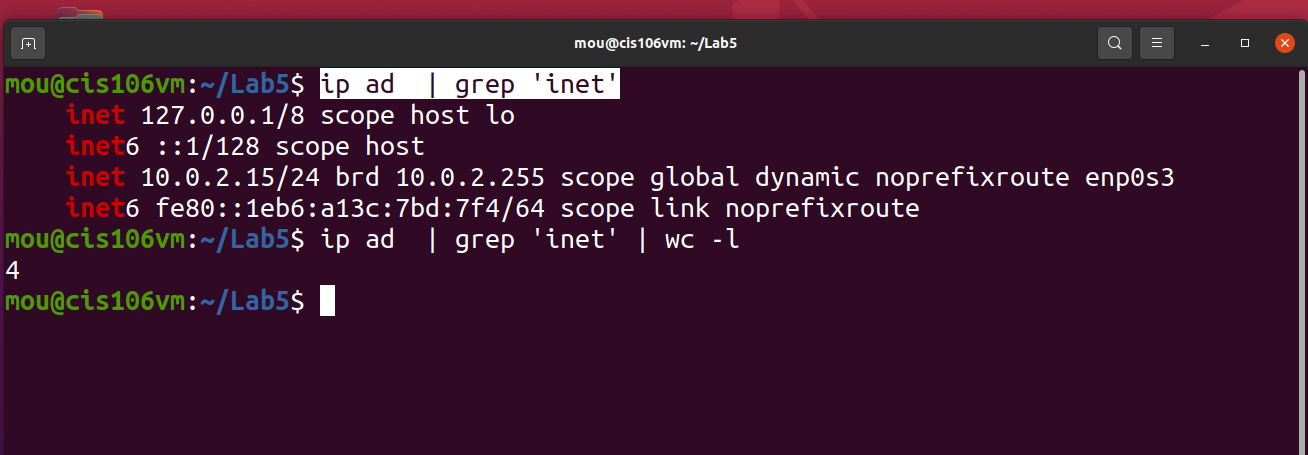 mou@cis106vm: ~/Lab5
mou@cis106vm:~/Lab5$ ip ad  | grep 'inet'
    inet 127.0.0.1/8 scope host lo
    inet6 ::1/128 scope host
    inet 10.0.2.15/24 brd 10.0.2.255 scope global dynamic noprefixroute enp0s3
    inet6 fe80::1eb6:a13c:7bd:7f4/64 scope link noprefixroute
mou@cis106vm:~/Lab5$ ip ad  | grep 'inet' | wc -l
4
mou@cis106vm:~/Lab5$